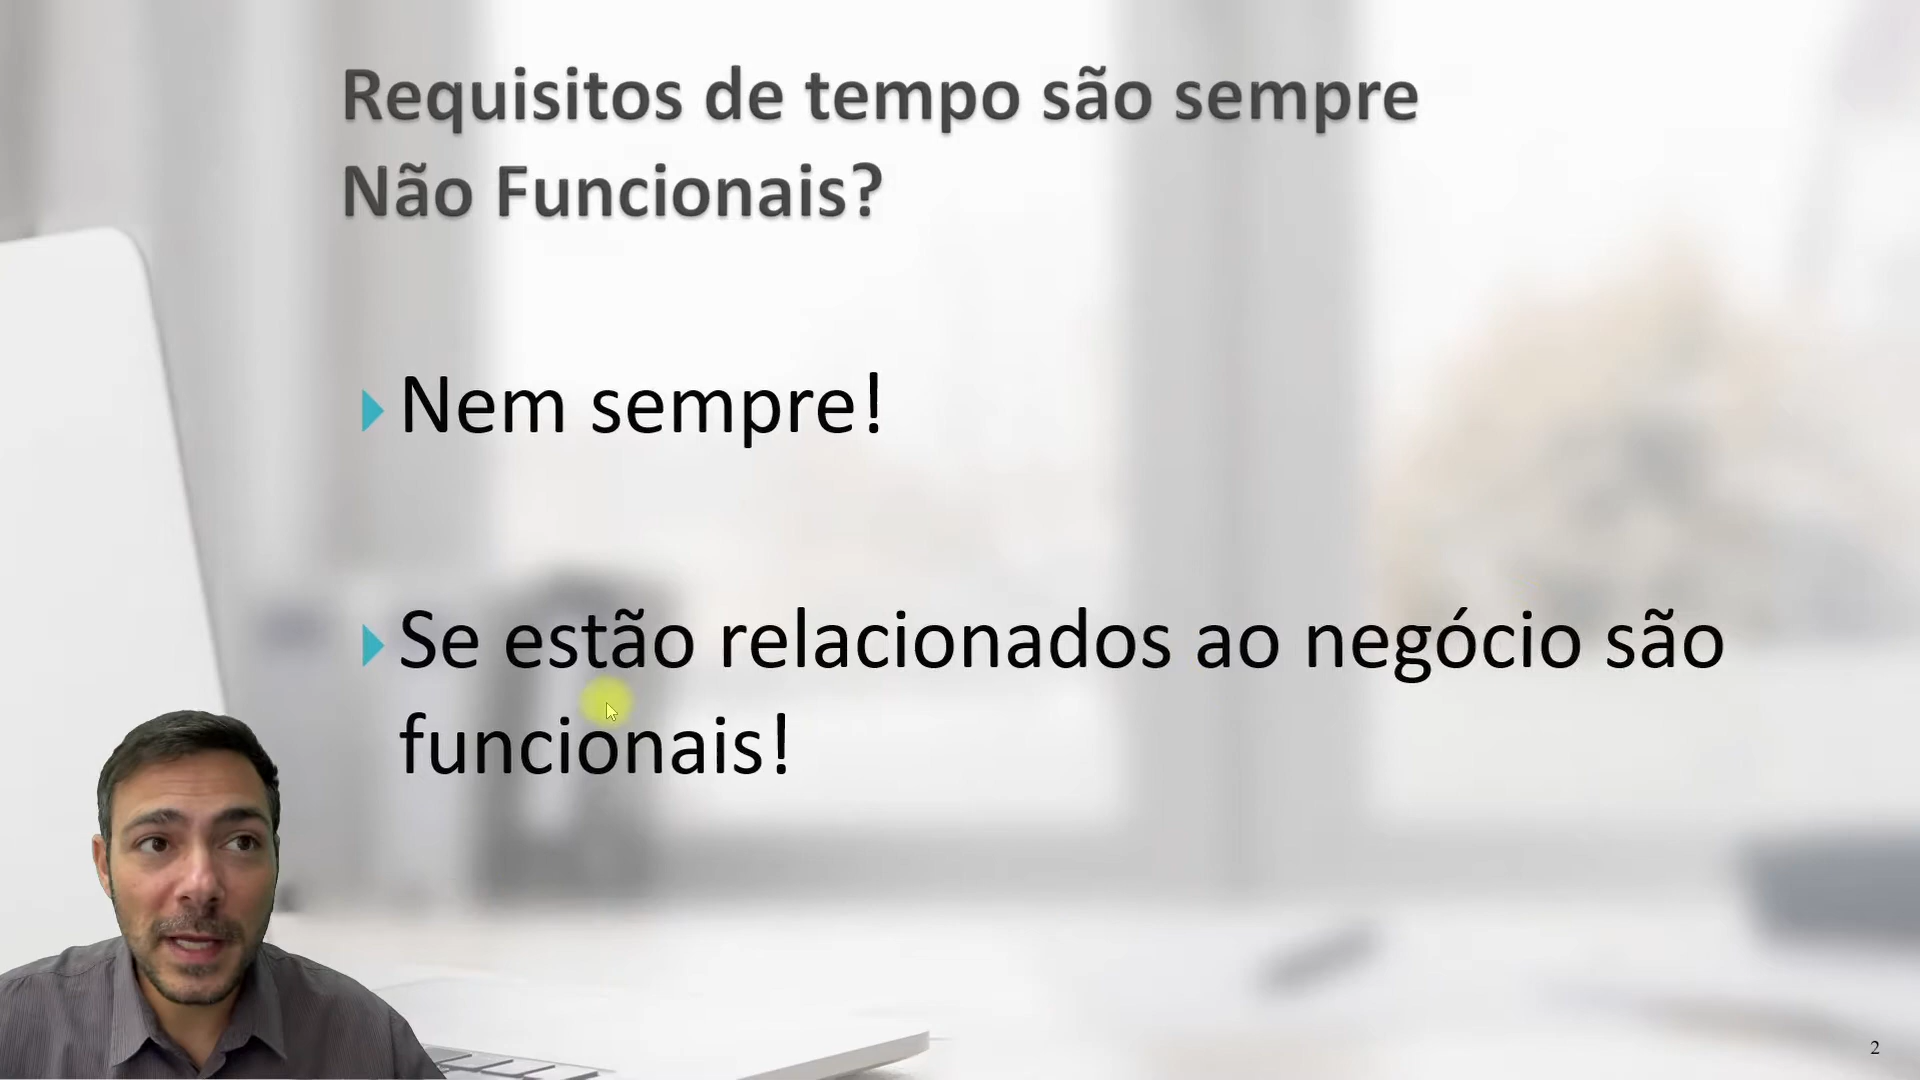 Requisitos de tempo são sempre
Não Funcionais?
Nem sempre!
Se estão relacionados ao negócio são
funcionais!
2